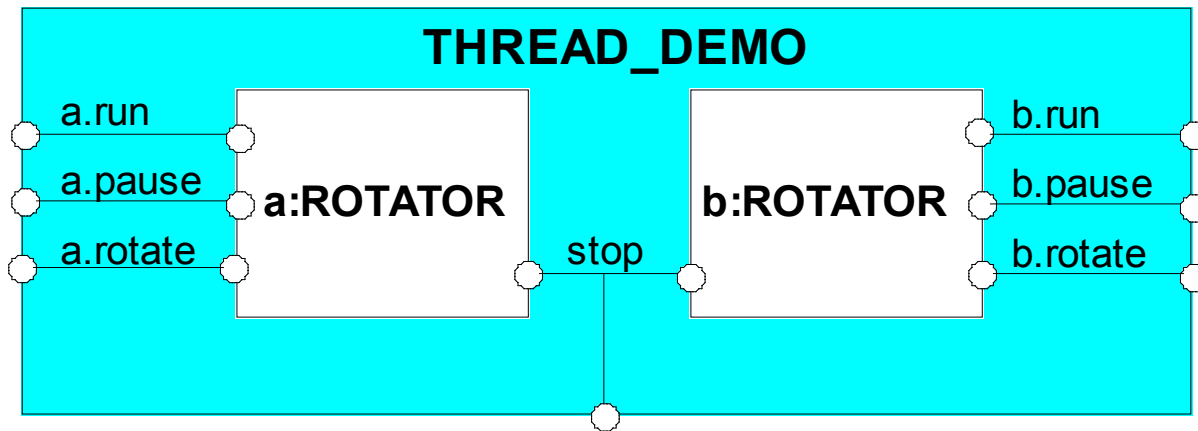 THREAD_DEMO
a.run
a.pause
a.rotate
a:ROTATOR
stop
b:ROTATOR
b.run
b.pause
b.rotate